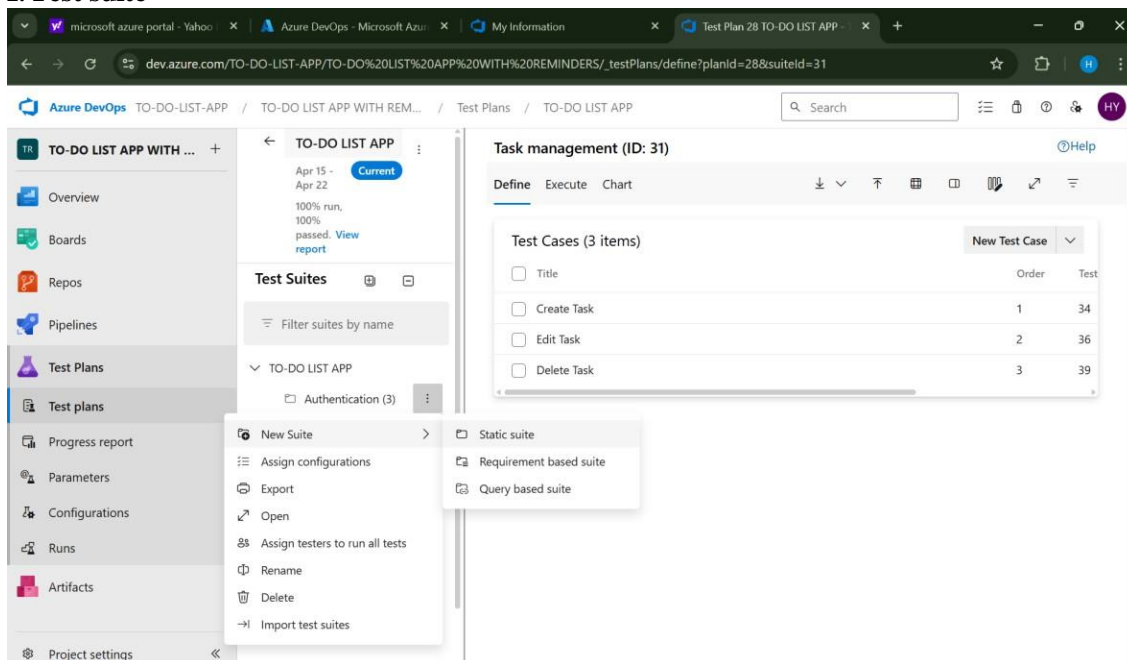 microsoft azure portal - Yahoo
Azure DevOps - Microsoft Azur
My Information
Test Plan 28 TO-DO LIST APP -
dev.azure.com/TO-DO-LIST-APP/TO-DO%20LIST%20APP%20WITH%20REMINDERS/_testPlans/define?planId=28&suiteId=31
H
Azure DevOps TO-DO-LIST-APP / TO-DO LIST APP WITH REM... / Test Plans / TO-DO LIST APP
Search
HY
TR TO-DO LIST APP WITH ... +
Overview
Boards
Repos
Pipelines
Test Plans
Test plans
Progress report
Parameters
Configurations
Runs
Artifacts
Project settings
TO-DO LIST APP
Apr 15 - Current
Apr 22
100% run,
100%
passed. View
report
Test Suites
Filter suites by name
TO-DO LIST APP
Authentication (3)
New Suite
Assign configurations
Export
Open
Assign testers to run all tests
Rename
Delete
Import test suites
Static suite
Requirement based suite
Query based suite
Task management (ID: 31)
Help
Define Execute Chart
Test Cases (3 items)
New Test Case
Title Order Test
Create Task 1 34
Edit Task 2 36
Delete Task 3 39